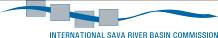 INTERNATIONAL SAVA RIVER BASIN COMMISSION